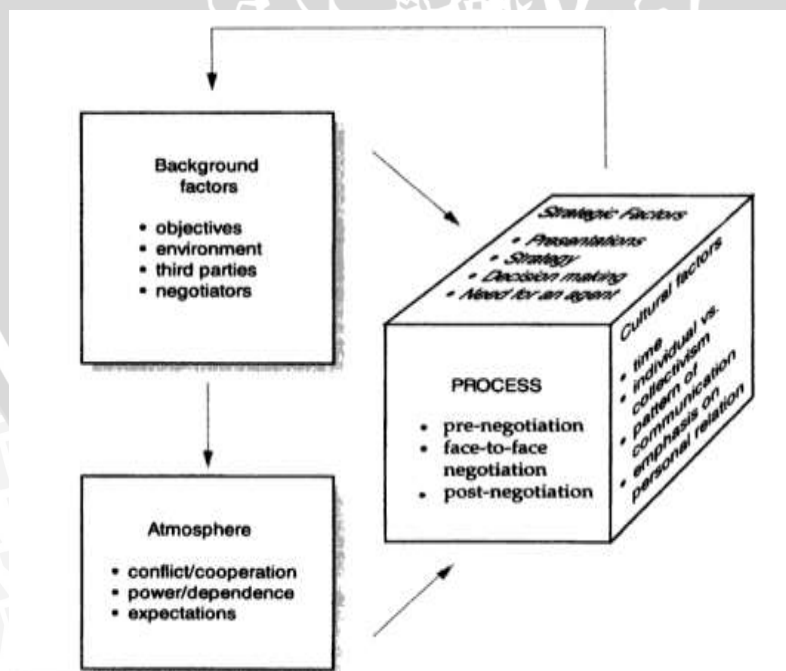 Background
factors
• objectives
• environment
• third parties
• negotiators
Atmosphere
• conflict/cooperation
• power/dependence
• expectations
Strategic Factors
• Presentations
• Strategy
• Decision making
• Need for an agent
PROCESS
• pre-negotiation
• face-to-face
negotiation
• post-negotiation
Cultural factors
• time
• individual vs.
collectivism
• pattern of
communication
• emphasis on
personal relation